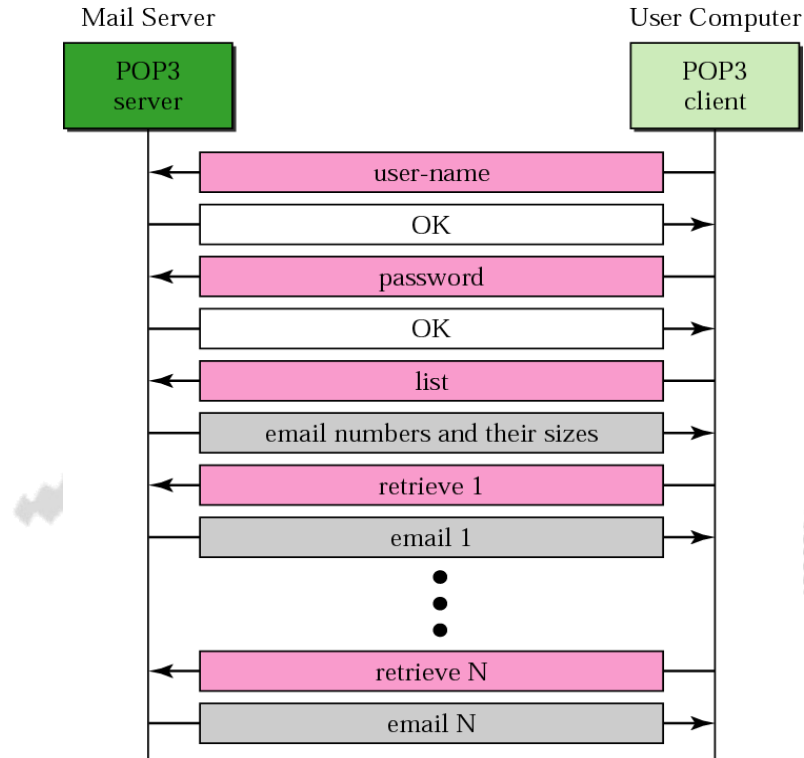 Mail Server
User Computer
POP3
server
POP3
client
user-name
OK
password
OK
list
email numbers and their sizes
retrieve 1
email 1
retrieve N
email N